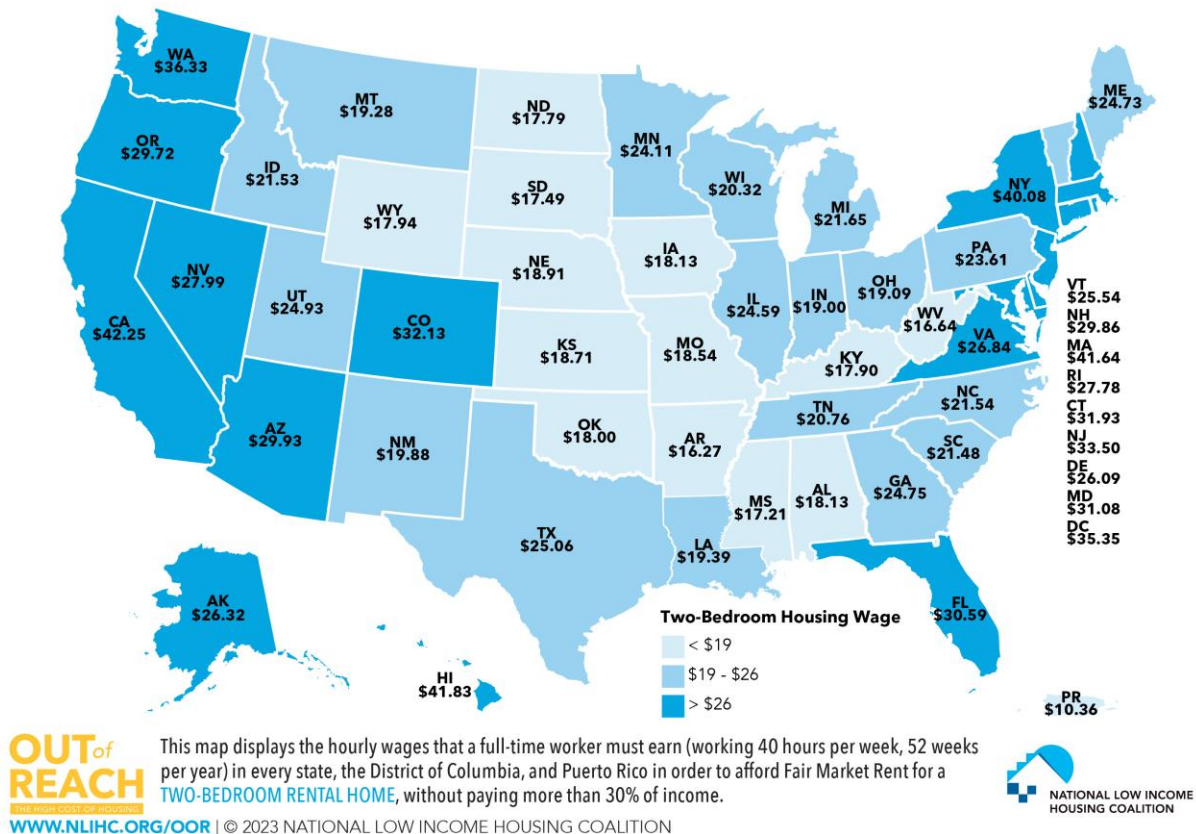 WA
$36.33
MT
$19.28
ND
$17.79
ME
$24.73
OR
$29.72
MN
$24.11
ID
$21.53
SD
$17.49
WI
$20.32
NY
$40.08
MI
$21.65
WY
$17.94
IA
$18.13
PA
$23.61
NE
$18.91
NV
$27.99
UT
$24.93
IL
$24.59
IN
$19.00
OH
$19.09
CA
$42.25
CO
$32.13
WV
$16.64
VA
$26.84
KS
$18.71
MO
$18.54
KY
$17.90
NC
$21.54
TN
$20.76
AZ
$29.93
NM
$19.88
OK
$18.00
AR
$16.27
SC
$21.48
MS
$17.21
AL
$18.13
GA
$24.75
TX
$25.06
LA
$19.39
VT
$25.54
NH
$29.86
MA
$41.64
RI
$27.78
CT
$31.93
NJ
$33.50
DE
$26.09
MD
$31.08
DC
$35.35
AK
$26.32
HI
$41.83
FL
$30.59
PR
$10.36
Two-Bedroom Housing Wage
< $19
$19 - $26
> $26
OUT of
REACH
THE HIGH COST OF HOUSING
This map displays the hourly wages that a full-time worker must earn (working 40 hours per week, 52 weeks
per year) in every state, the District of Columbia, and Puerto Rico in order to afford Fair Market Rent for a
TWO-BEDROOM RENTAL HOME, without paying more than 30% of income.
NATIONAL LOW INCOME
HOUSING COALITION
WWW.NLIHC.ORG/OOR | © 2023 NATIONAL LOW INCOME HOUSING COALITION